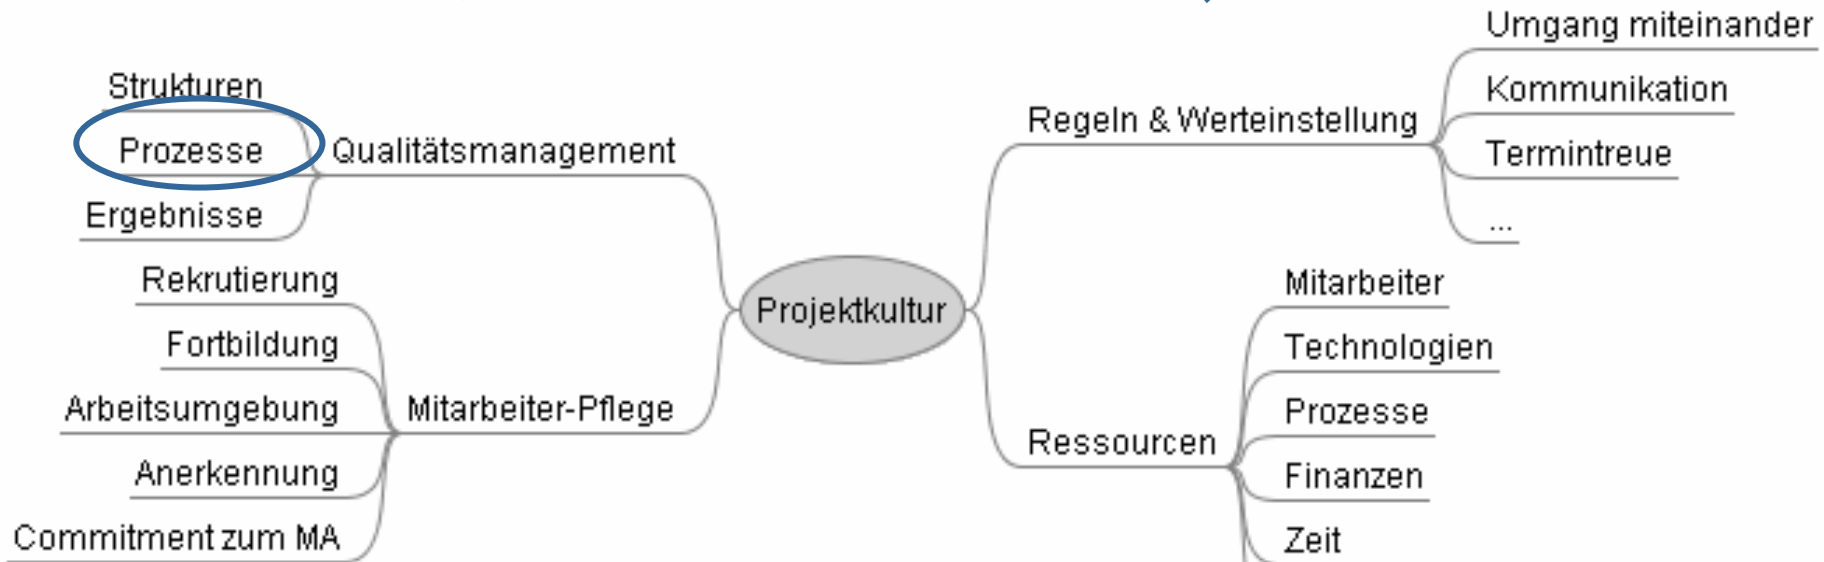 Strukturen
Prozesse
Ergebnisse
Qualitätsmanagement
Rekrutierung
Fortbildung
Arbeitsumgebung
Anerkennung
Commitment zum MA
Mitarbeiter-Pflege
Projektkultur
Regeln & Werteinstellung
Umgang miteinander
Kommunikation
Termintreue
...
Ressourcen
Mitarbeiter
Technologien
Prozesse
Finanzen
Zeit